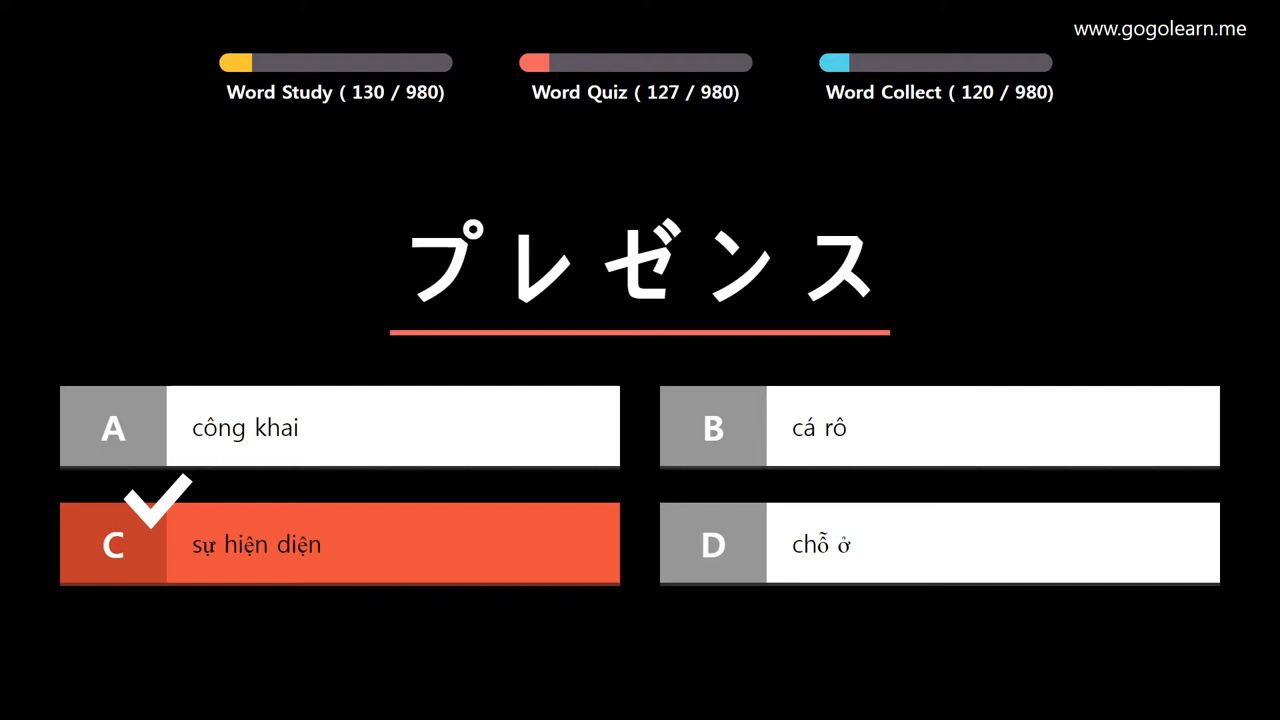 www.gogolearn.me
Word Study ( 130 / 980)
Word Quiz ( 127 / 980)
Word Collect ( 120 / 980)
プレゼンス
A
công khai
B
cá rô
C
sự hiện diện
D
chỗ ở